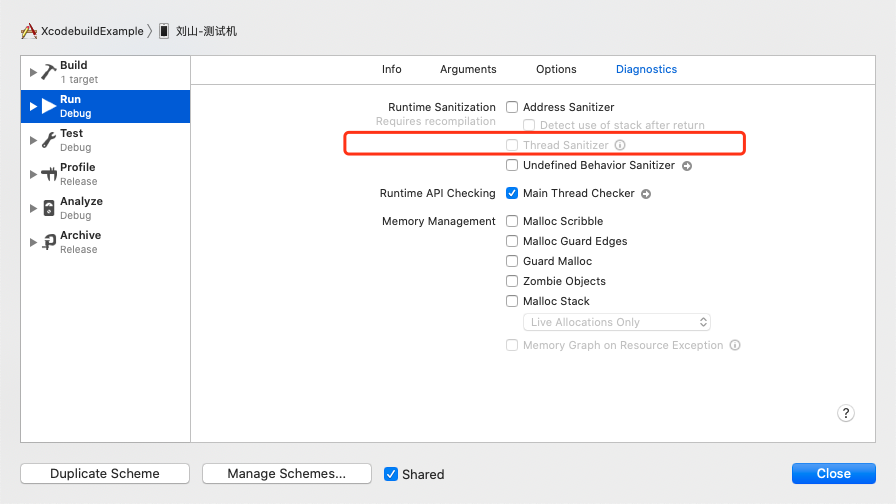 XcodebuildExample 刘山-测试机
Build
1 target
Run
Debug
Test
Debug
Profile
Release
Analyze
Debug
Archive
Release
Info Arguments Options Diagnostics
Runtime Sanitization Address Sanitizer
Requires recompilation Detect use of stack after return
Thread Sanitizer
Undefined Behavior Sanitizer
Runtime API Checking Main Thread Checker
Memory Management Malloc Scribble
Malloc Guard Edges
Guard Malloc
Zombie Objects
Malloc Stack
Live Allocations Only
Memory Graph on Resource Exception
?
Duplicate Scheme Manage Schemes... Shared Close